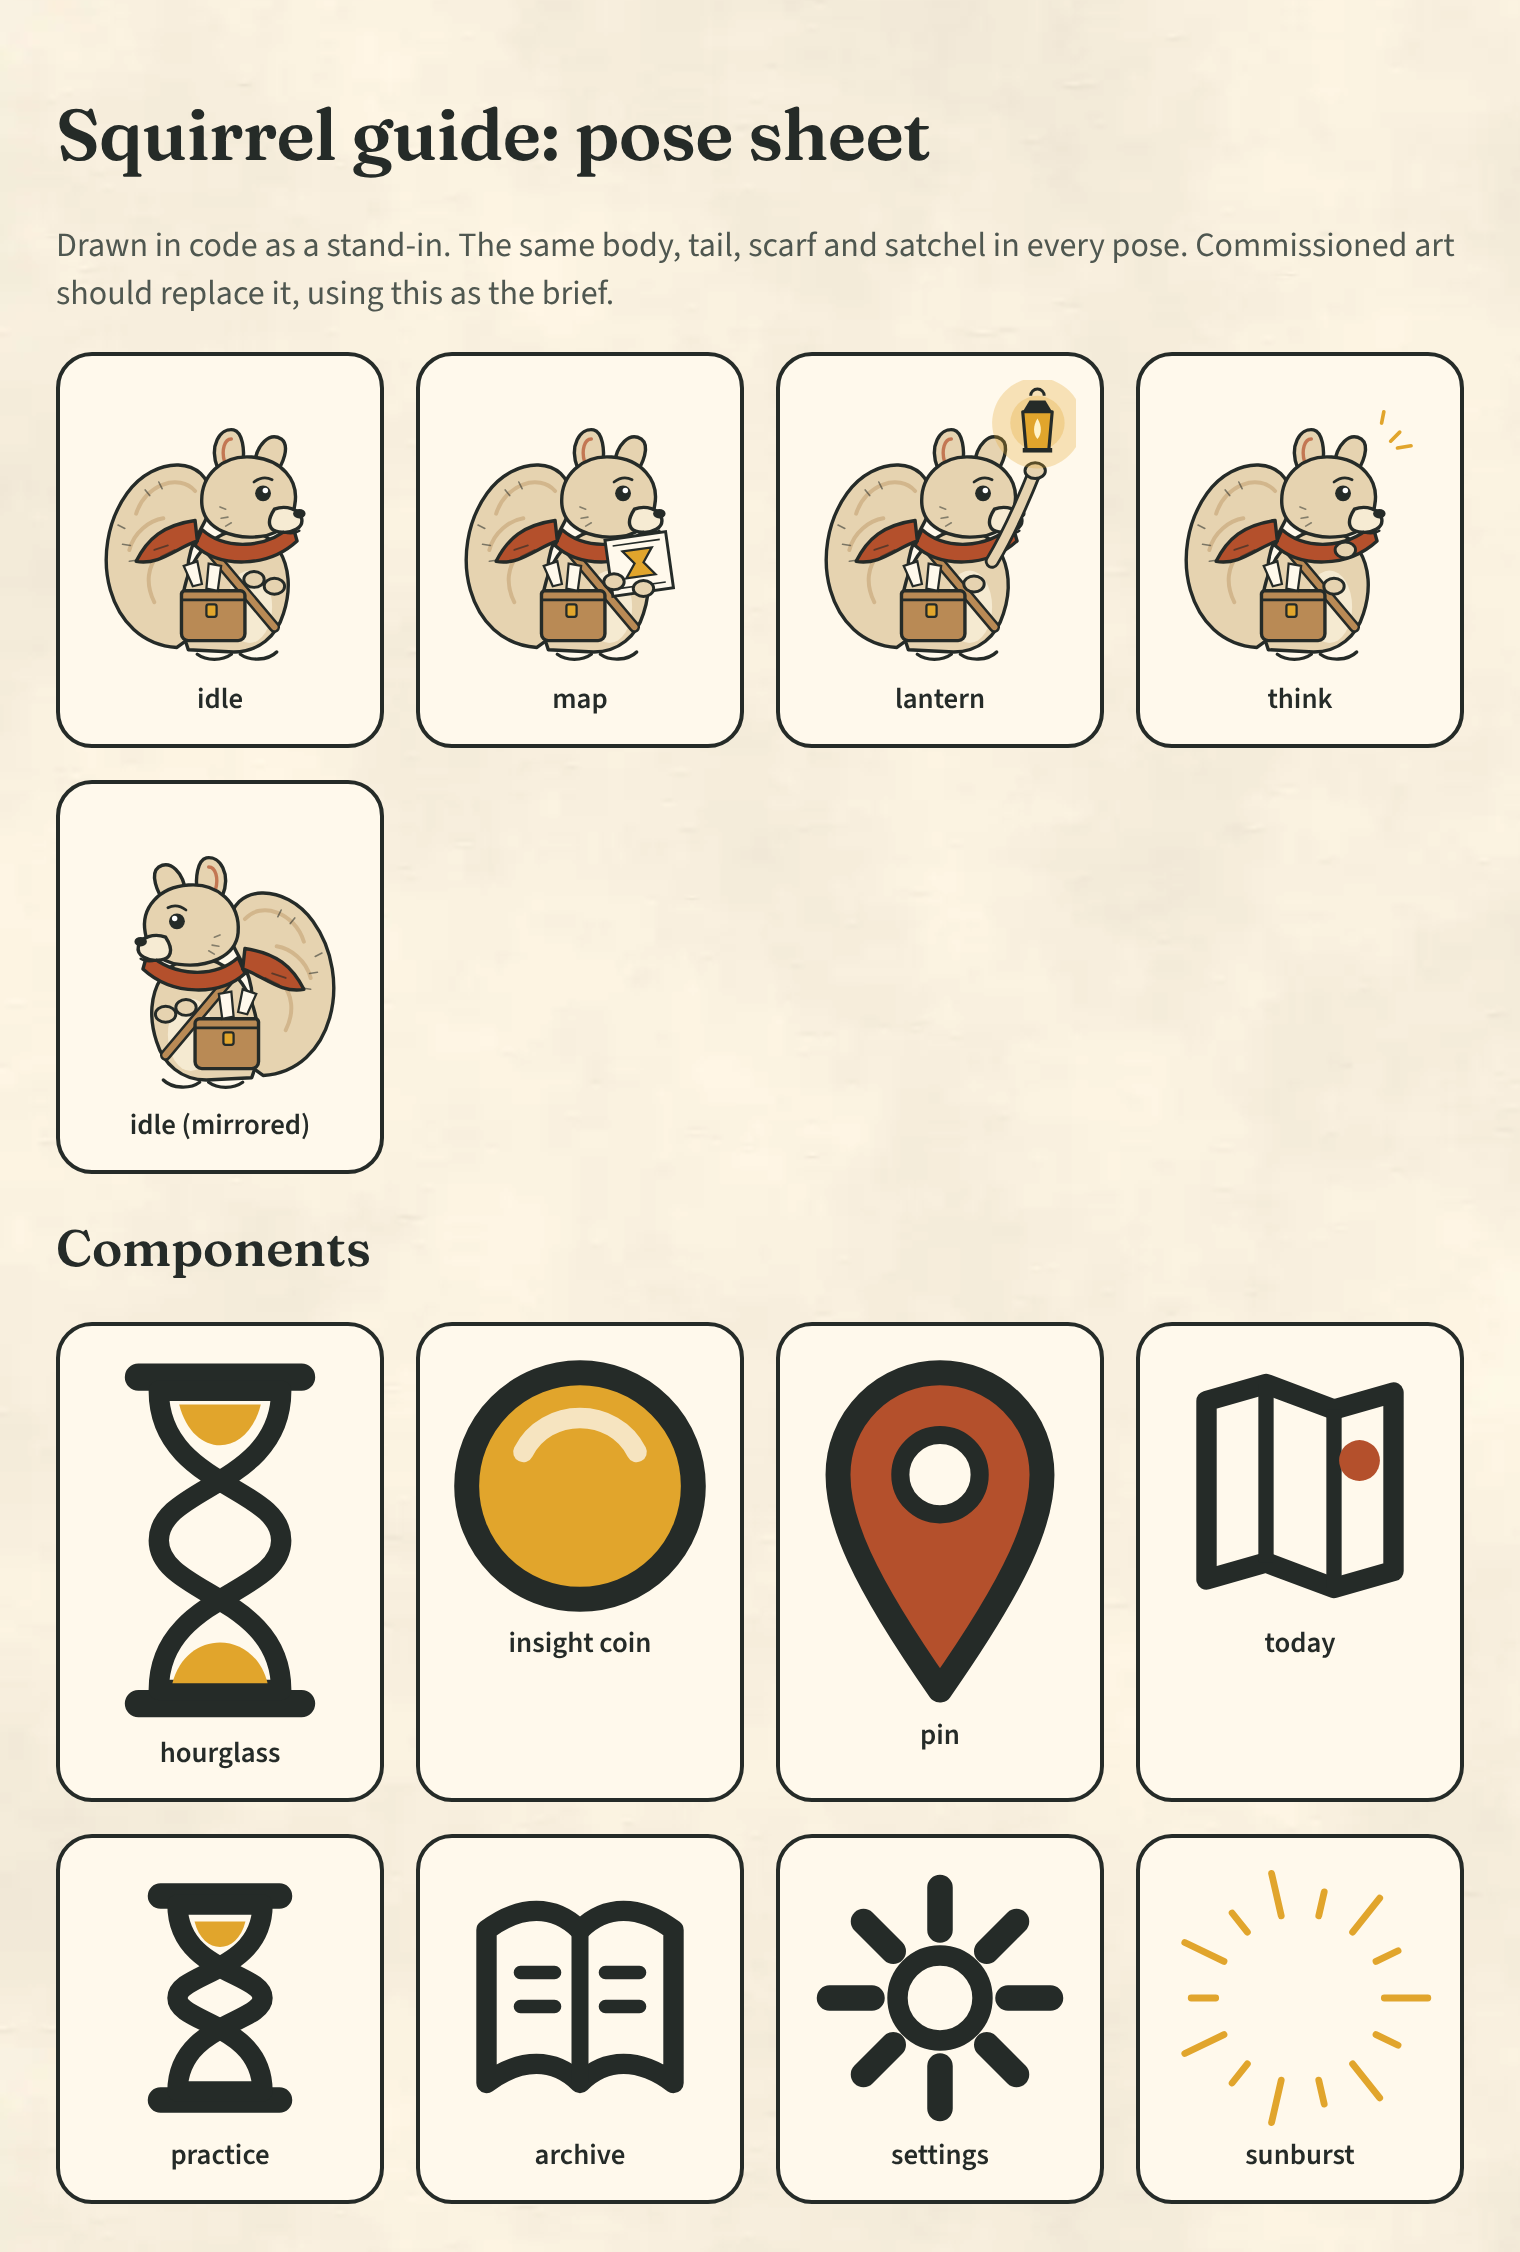 Squirrel guide: pose sheet
Drawn in code as a stand-in. The same body, tail, scarf and satchel in every pose. Commissioned art
should replace it, using this as the brief.
idle
map
lantern
think
idle (mirrored)
Components
hourglass
insight coin
pin
today
practice
archive
settings
sunburst